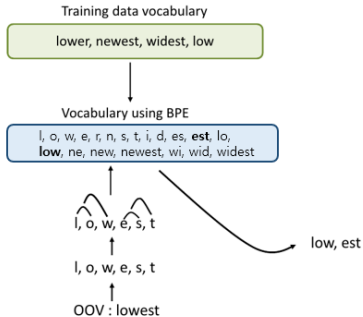 Training data vocabulary
lower, newest, widest, low
Vocabulary using BPE
l, o, w, e, r, n, s, t, i, d, es, est, lo,
low, ne, new, newest, wi, wid, widest
l, o, w, e, s, t
low, est
l, o, w, e, s, t
OOV : lowest